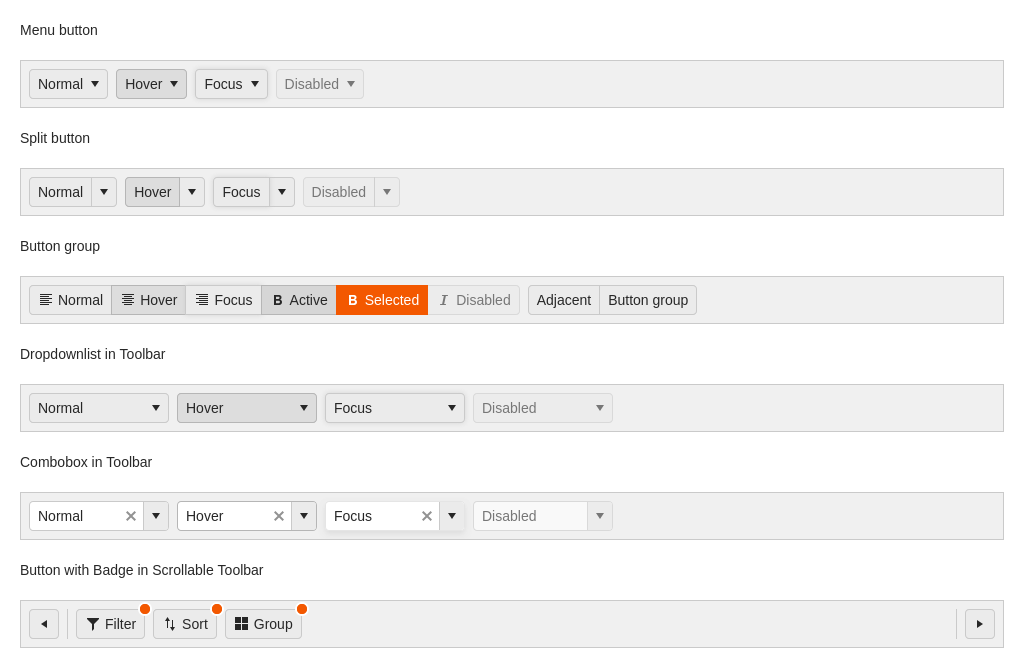 Menu button
Normal Hover Focus Disabled
Split button
Normal Hover Focus Disabled
Button group
Normal Hover Focus B Active B Selected I Disabled Adjacent Button group
Dropdownlist in Toolbar
Normal Hover Focus Disabled
Combobox in Toolbar
Normal Hover Focus Disabled
Button with Badge in Scrollable Toolbar
Filter Sort Group